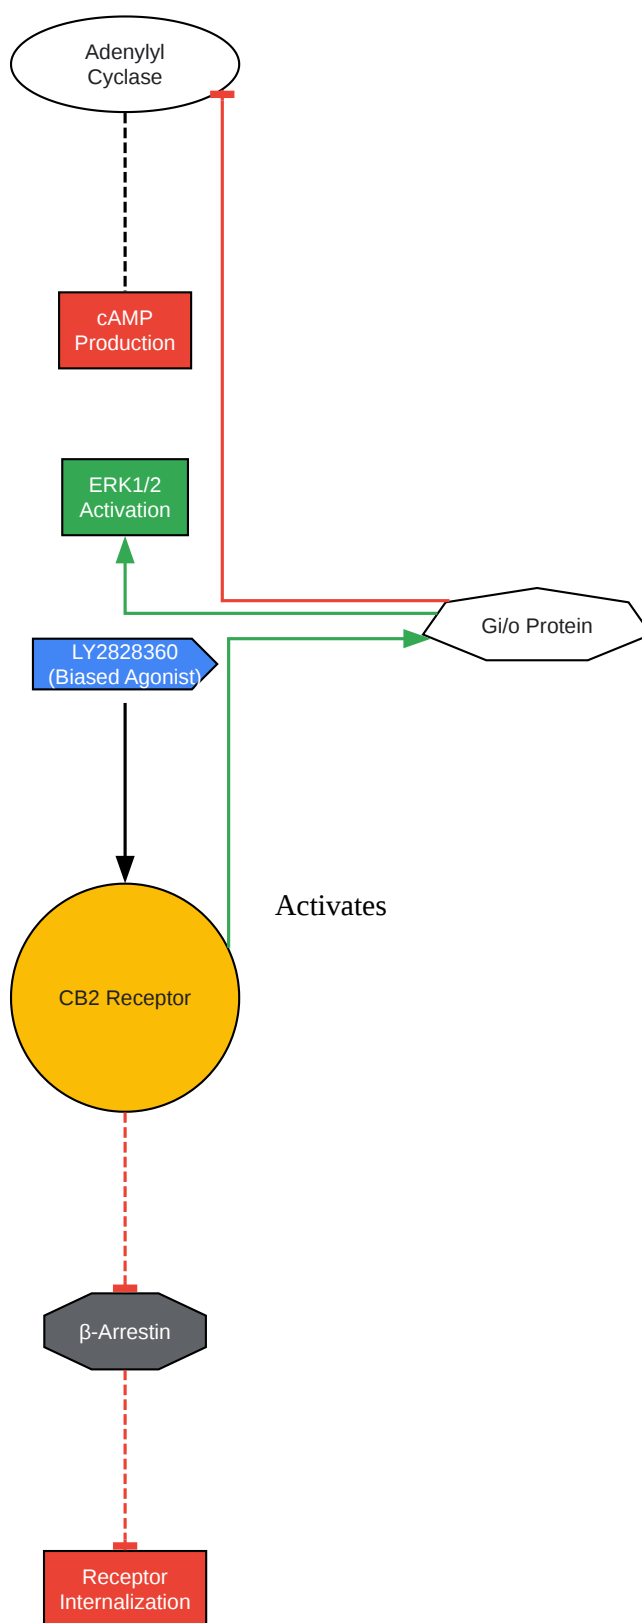 Adenylyl
Cyclase
cAMP
Production
ERK1/2
Activation
Gi/o Protein
LY2828360
(Biased Agonist)
Activates
CB2 Receptor
β-Arrestin
Receptor
Internalization